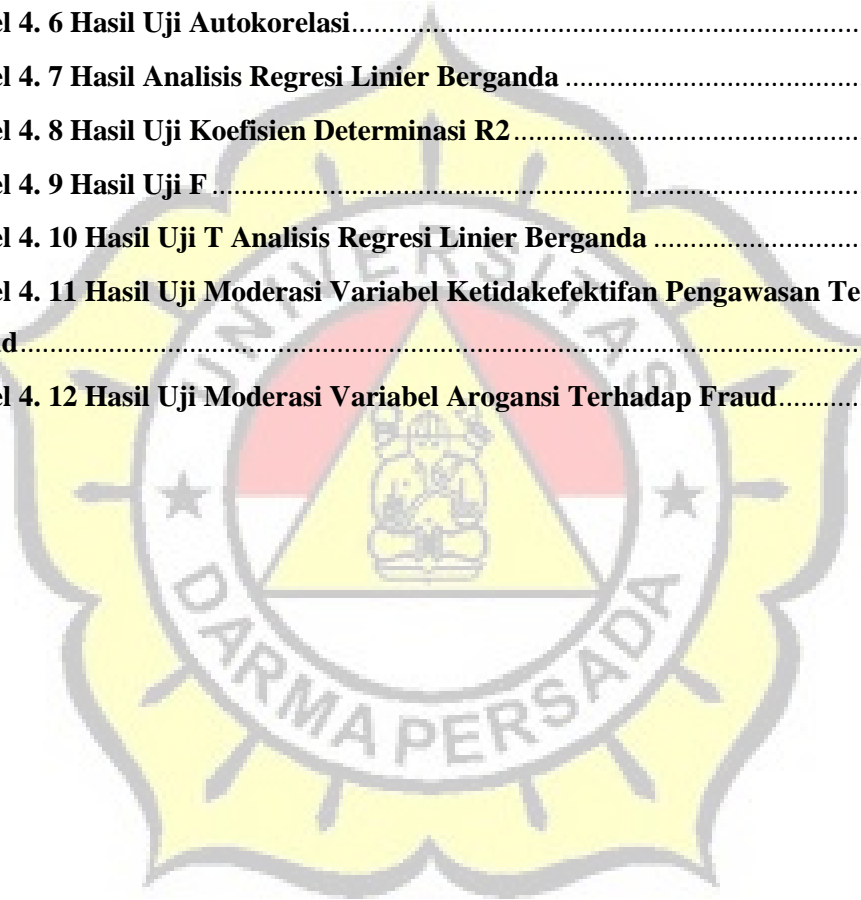 el 4. 6 Hasil Uji Autokorelasi....................................................................
el 4. 7 Hasil Analisis Regresi Linier Berganda.......................................
el 4. 8 Hasil Uji Koefisien Determinasi R2..............................................
el 4. 9 Hasil Uji F......................................................................................
el 4. 10 Hasil Uji T Analisis Regresi Linier Berganda...........................
el 4. 11 Hasil Uji Moderasi Variabel Ketidakefektifan Pengawasan Te
d.................................................................................................................
el 4. 12 Hasil Uji Moderasi Variabel Arogansi Terhadap Fraud...........
UNIVERSITAS
DARMA PERSADA